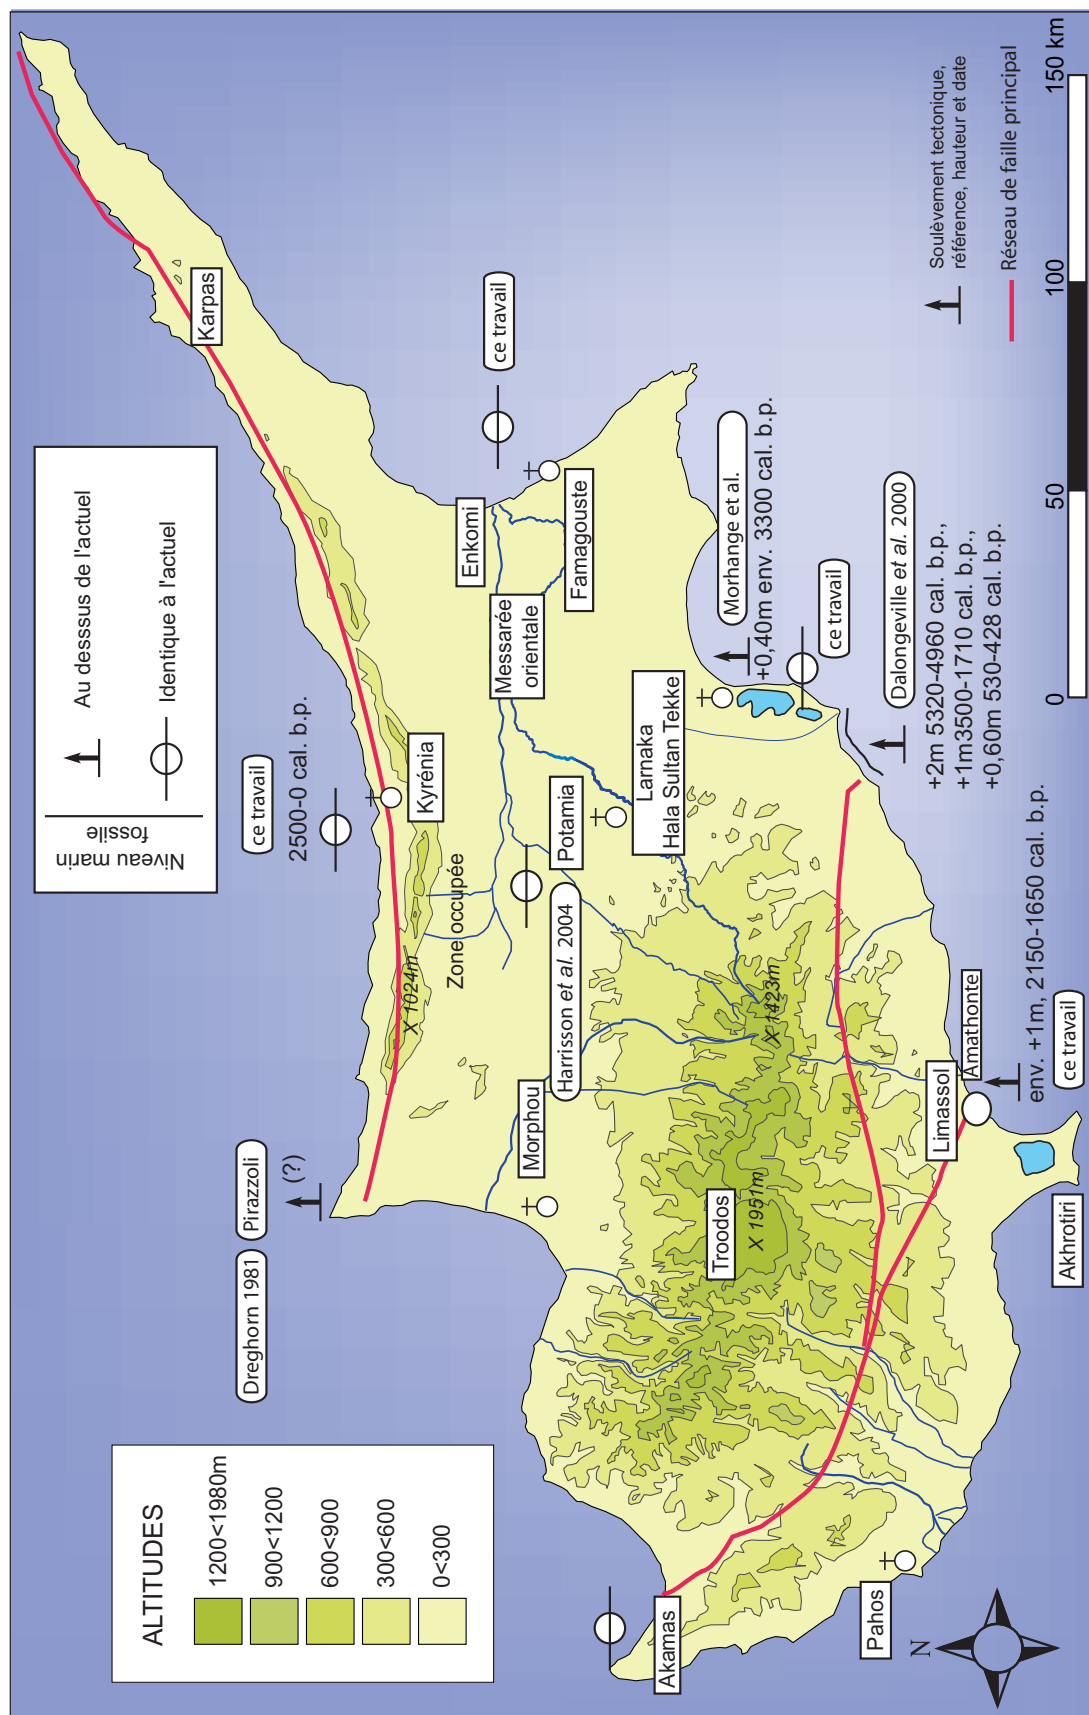 ALTITUDES
1200<1980m
900<1200
600<900
300<600
0<300
Niveau marin
fossile
Au desssus de l'actuel
Identique à l'actuel
Dreghorn 1981
Pirazzoli
(?)
ce travail
2500-0 cal. b.p.
Karpas
ce travail
Kyrénia
X 1024m
Zone occupée
Enkomi
Famagouste
Messarée
orientale
Morphou
Harrisson et al. 2004
Potamia
Larnaka
Hala Sultan Tekke
Morhange et al.
+0,40m env. 3300 cal. b.p.
ce travail
Dalongeville et al. 2000
+2m 5320-4960 cal. b.p.,
+1m3500-1710 cal. b.p.,
+0,60m 530-428 cal. b.p.
Troodos
X 1951m
X 1423m
Akamas
Pahos
N
Limassol
Amathonte
env. +1m, 2150-1650 cal. b.p.
ce travail
Akhrotiri
Soulèvement tectonique,
référence, hauteur et date
Réseau de faille principal
0
50
100
150 km